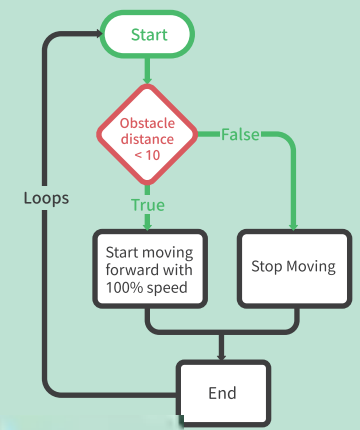 Start
Obstacle
distance
< 10
False
True
Loops
Start moving
forward with
100% speed
Stop Moving
End